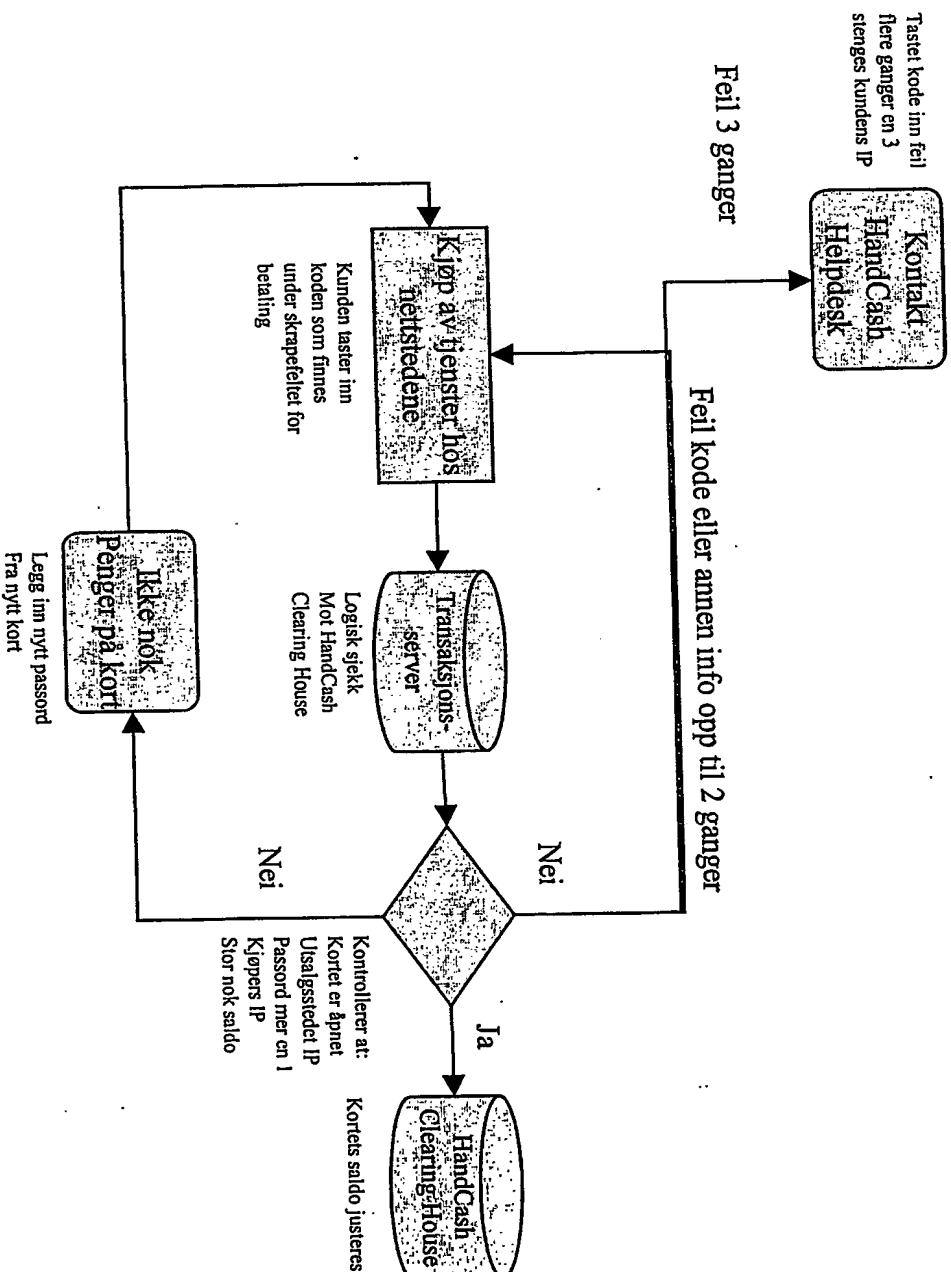 Tastet kode inn feil
flere ganger en 3
stenges kundens IP
Kontakt
HandCash
Helpdesk
Feil 3 ganger
Feil kode eller annen info opp til 2 ganger
Kjøp av tjenster hos
nettstedene
Kunden taster inn
koden som finnes
under skrapefeltet for
betaling
Transaksjons-
server
Logisk sjekk
Mot HandCash
Clearing House
Nei
Nei
Ja
Kontrollerer at:
Kortet er åpnet
Utsalgsstedet IP
Passord mer en 1
Kjøpers IP
Stor nok saldo
HandCash
Clearing House
Kortets saldo justeres
Ikke nok
Penger på kort
Legg inn nytt passord
Fra nytt kort